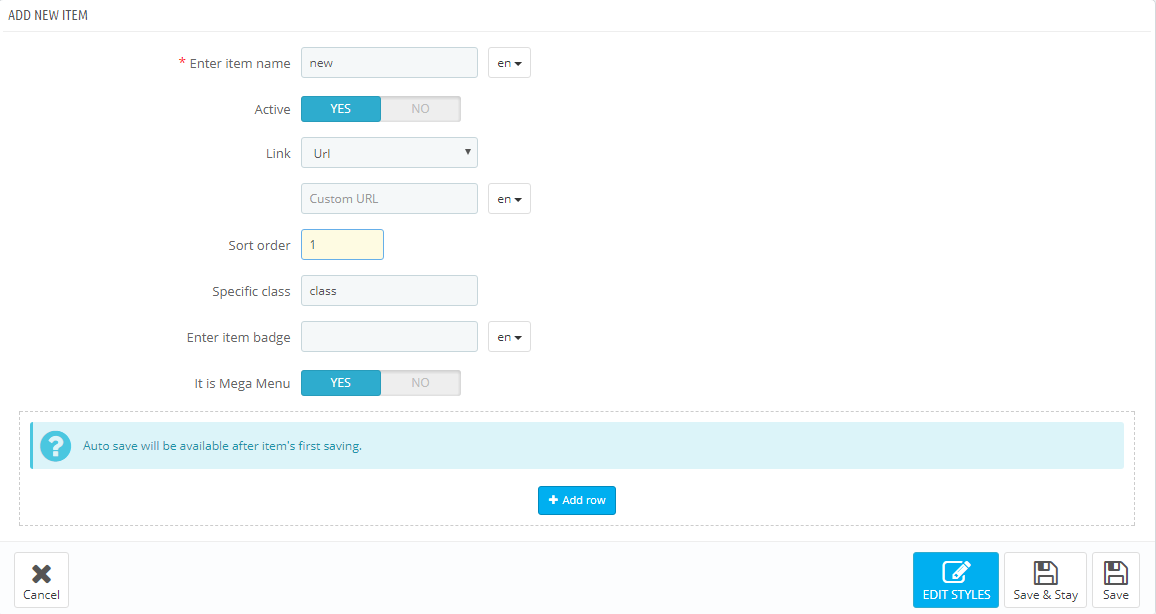 ADD NEW ITEM
* Enter item name new en
Active YES NO
Link Url
Custom URL en
Sort order 1
Specific class class
Enter item badge en
It is Mega Menu YES NO
? Auto save will be available after item's first saving.
+ Add row
Cancel EDIT STYLES Save & Stay Save